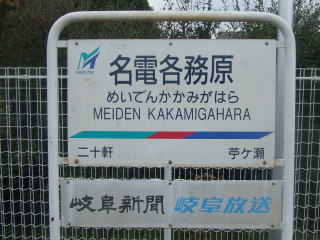 MEITETSU
名電各務原
めいでんかかみがはら
MEIDEN KAKAMIGAHARA
二十軒 苧ケ瀬
岐阜新聞 岐阜放送